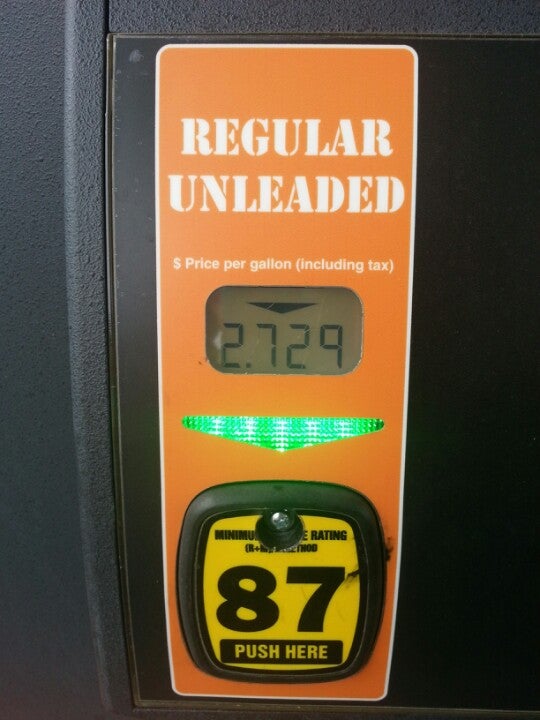 REGULAR
UNLEADED
$ Price per gallon (including tax)
2.729
RATING
87
PUSH HERE